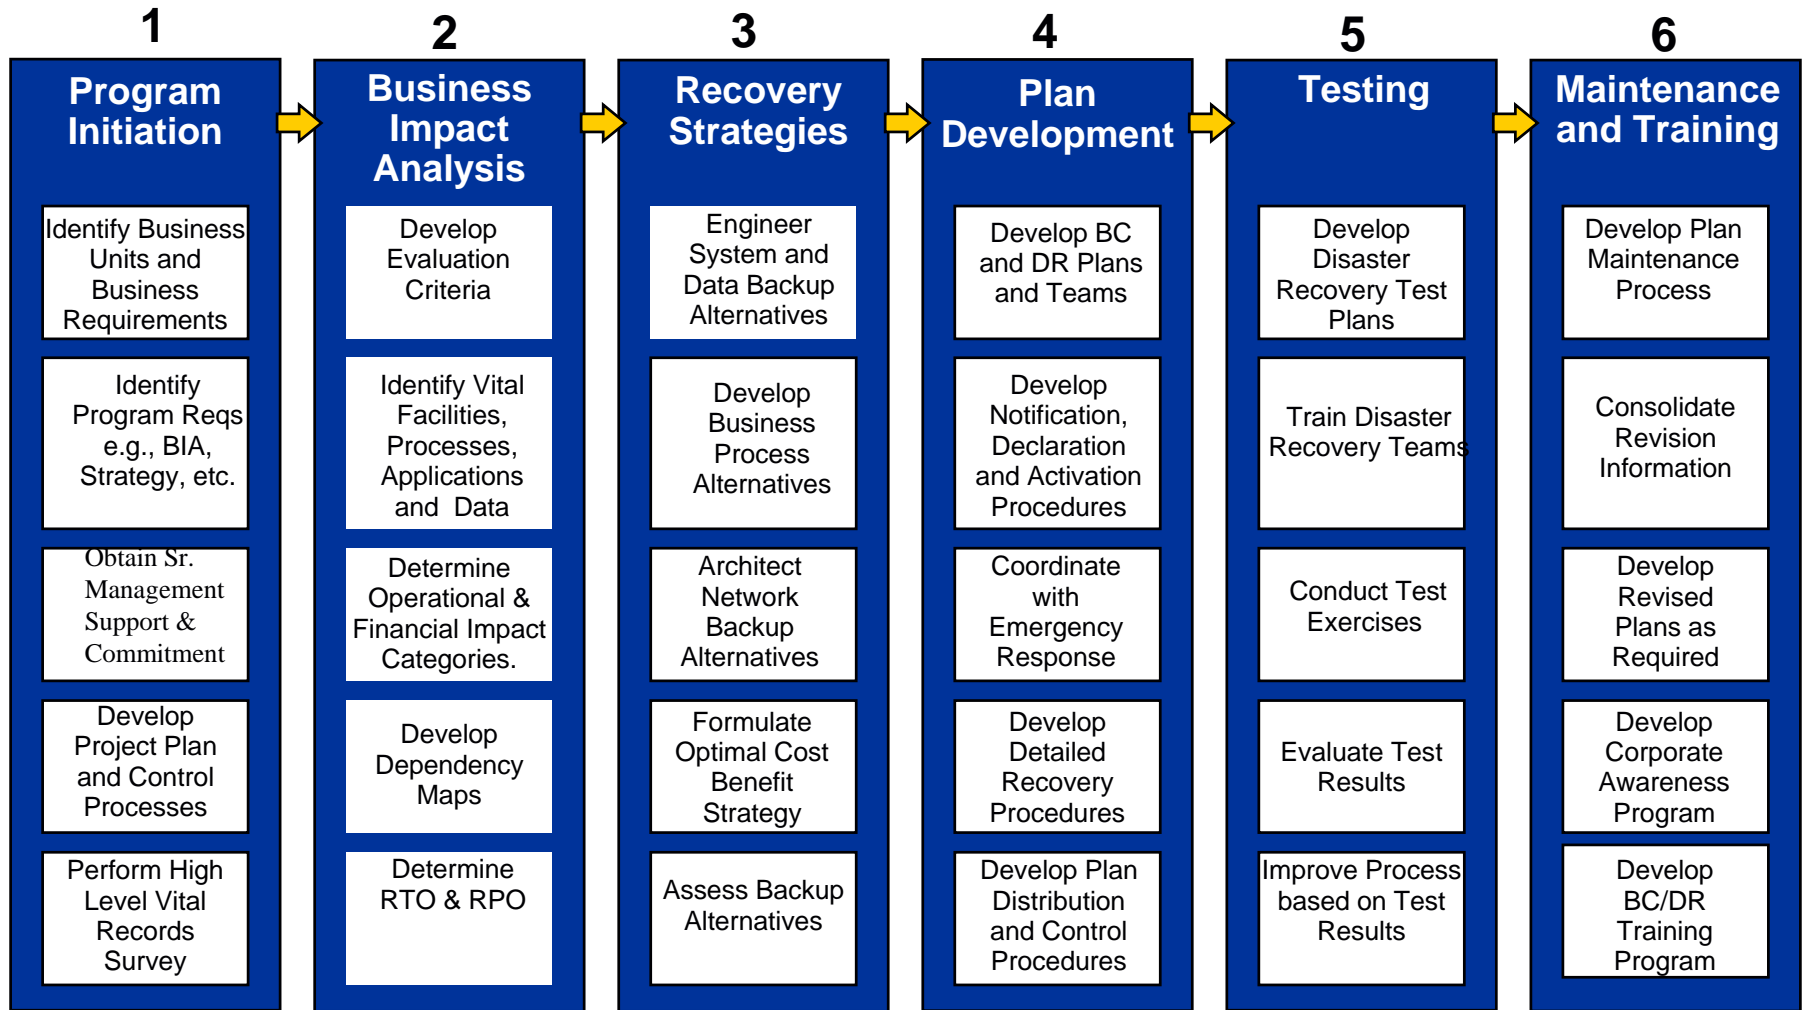 1
Program
Initiation
Identify Business
Units and
Business
Requirements
Identify
Program Reqs
e.g., BIA,
Strategy, etc.
Obtain Sr.
Management
Support &
Commitment
Develop
Project Plan
and Control
Processes
Perform High
Level Vital
Records
Survey
2
Business
Impact
Analysis
Develop
Evaluation
Criteria
Identify Vital
Facilities,
Processes,
Applications
and Data
Determine
Operational &
Financial Impact
Categories.
Develop
Dependency
Maps
Determine
RTO & RPO
3
Recovery
Strategies
Engineer
System and
Data Backup
Alternatives
Develop
Business
Process
Alternatives
Architect
Network
Backup
Alternatives
Formulate
Optimal Cost
Benefit
Strategy
Assess Backup
Alternatives
4
Plan
Development
Develop BC
and DR Plans
and Teams
Develop
Notification,
Declaration
and Activation
Procedures
Coordinate
with
Emergency
Response
Develop
Detailed
Recovery
Procedures
Develop Plan
Distribution
and Control
Procedures
5
Testing
Develop
Disaster
Recovery Test
Plans
Train Disaster
Recovery Teams
Conduct Test
Exercises
Evaluate Test
Results
Improve Process
based on Test
Results
6
Maintenance
and Training
Develop Plan
Maintenance
Process
Consolidate
Revision
Information
Develop
Revised
Plans as
Required
Develop
Corporate
Awareness
Program
Develop
BC/DR
Training
Program